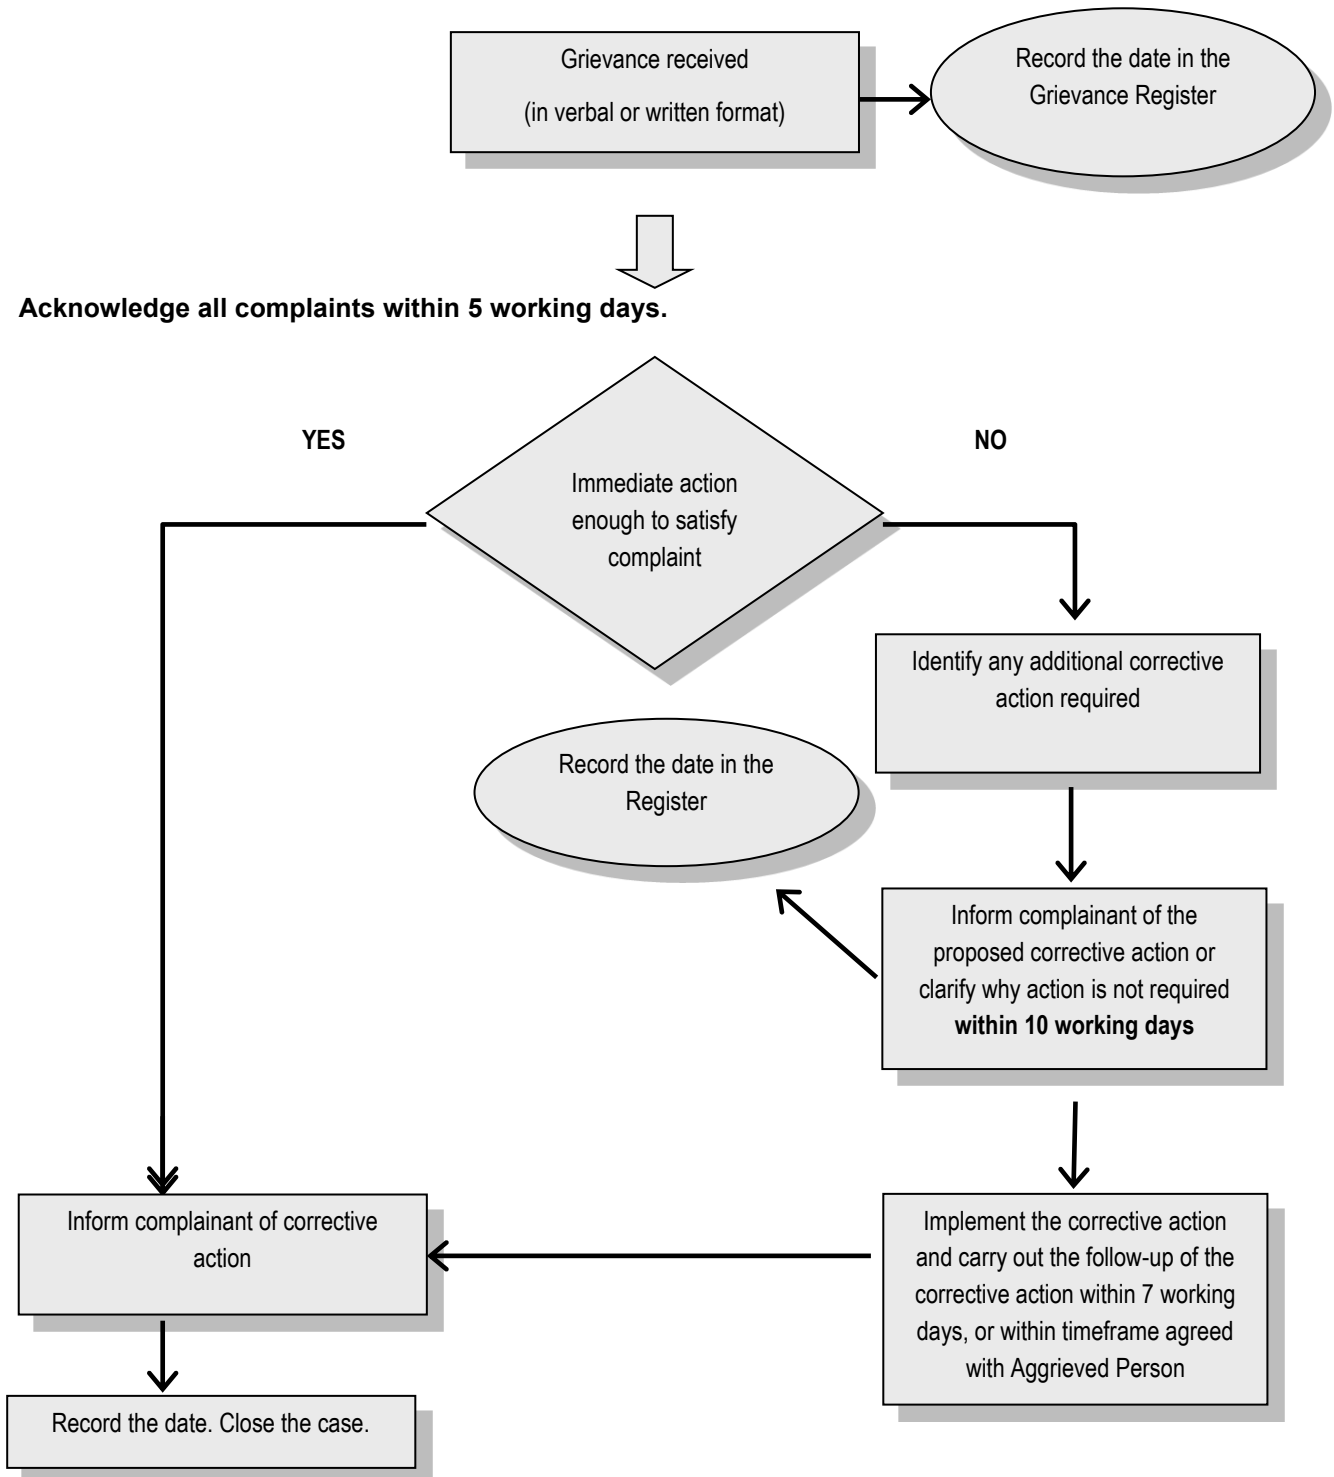 Grievance received
(in verbal or written format)
Record the date in the
Grievance Register
Acknowledge all complaints within 5 working days.
YES
NO
Immediate action
enough to satisfy
complaint
Identify any additional corrective
action required
Record the date in the
Register
Inform complainant of the
proposed corrective action or
clarify why action is not required
within 10 working days
Inform complainant of corrective
action
Implement the corrective action
and carry out the follow-up of the
corrective action within 7 working
days, or within timeframe agreed
with Aggrieved Person
Record the date. Close the case.